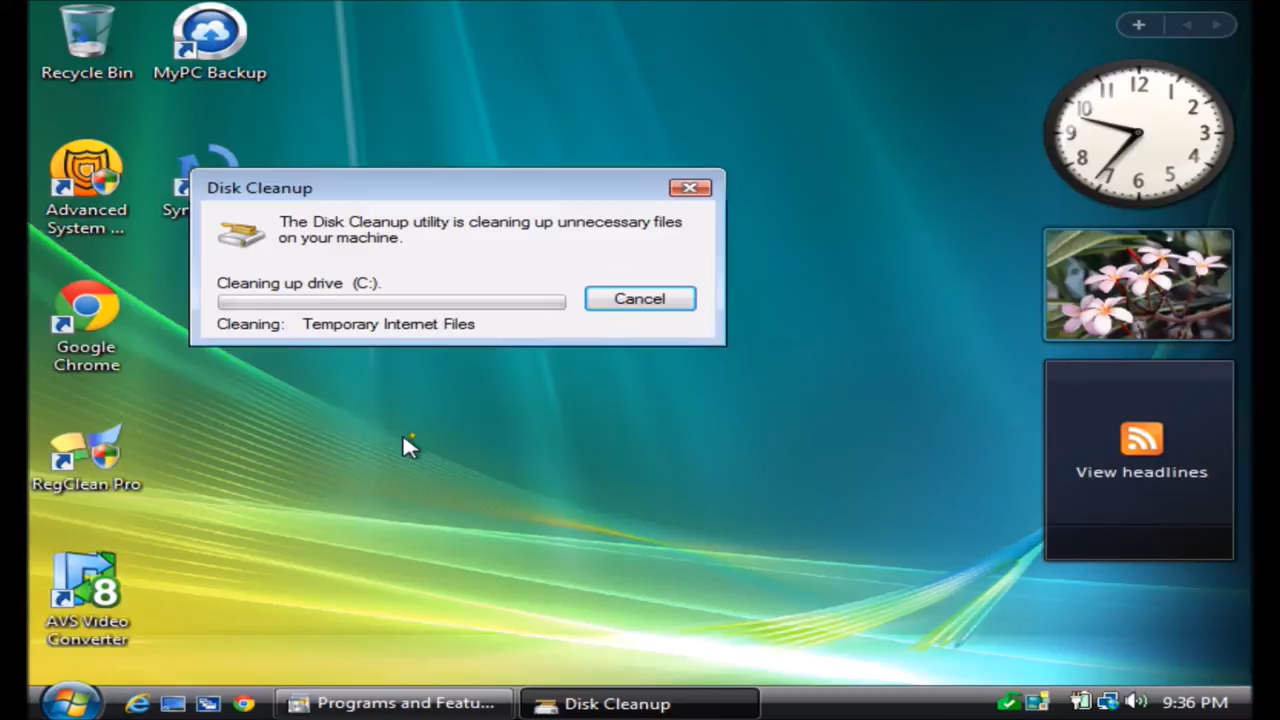 Recycle Bin
MyPC Backup
Advanced
System ...
Syn
Google
Chrome
RegClean Pro
8
AVS Video
Converter
Disk Cleanup
The Disk Cleanup utility is cleaning up unnecessary files
on your machine.
Cleaning up drive (C:).
Cancel
Cleaning: Temporary Internet Files
12
1
2
3
4
5
6
7
8
9
10
11
View headlines
Programs and Featu...
Disk Cleanup
9:36 PM